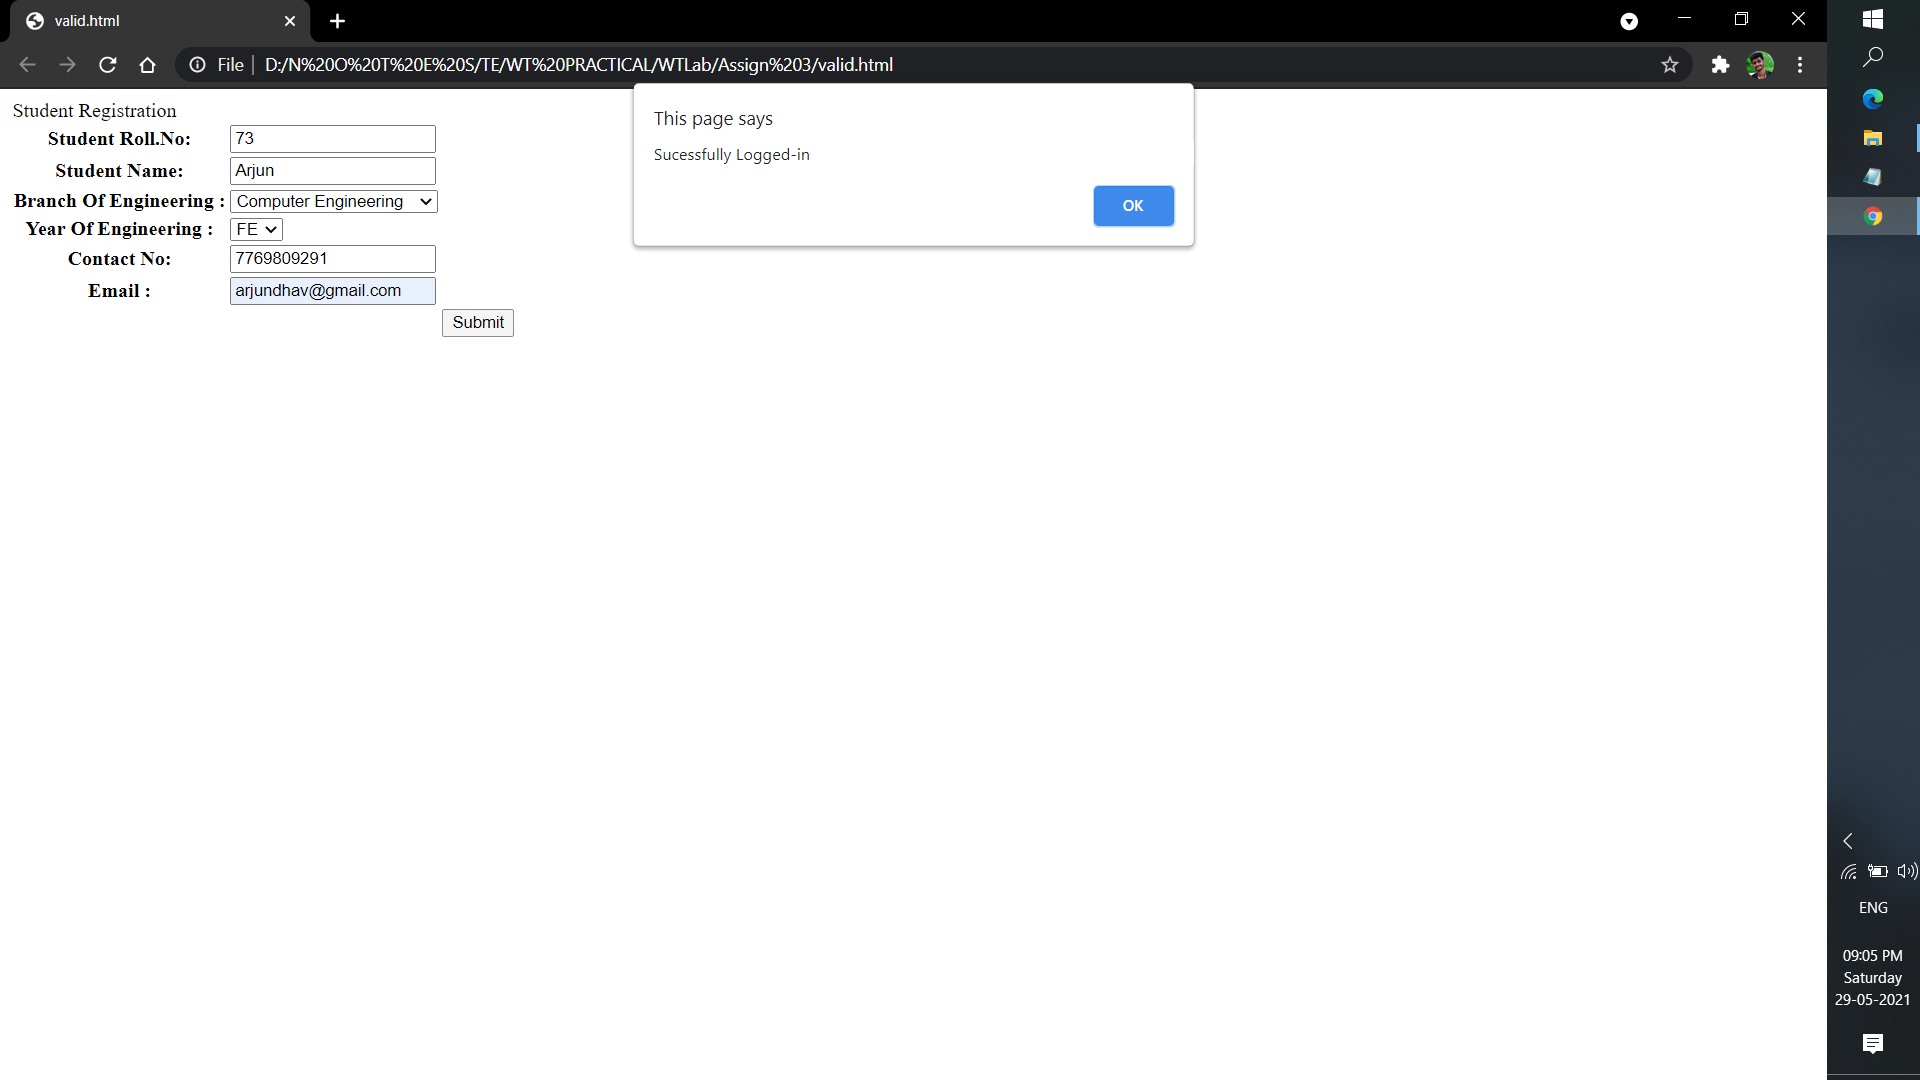 valid.html
File
D:/N%20O%20T%20E%20S/TE/WT%20PRACTICAL/WTLab/Assign%203/valid.html
This page says
Sucessfully Logged-in
OK
Student Registration
Student Roll.No: 73
Student Name: Arjun
Branch Of Engineering : Computer Engineering
Year Of Engineering : FE
Contact No: 7769809291
Email : arjundhav@gmail.com
Submit
ENG
09:05 PM
Saturday
29-05-2021